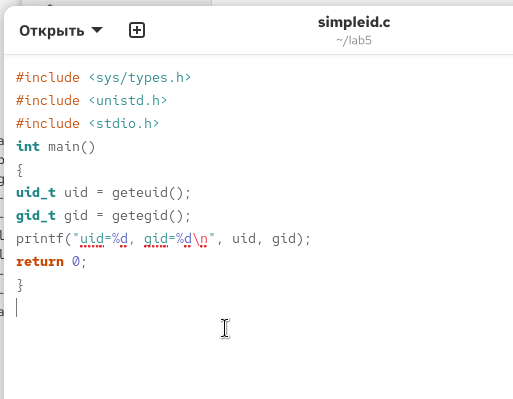 Открыть
simpleid.c
~/lab5
#include <sys/types.h>
#include <unistd.h>
#include <stdio.h>
int main()
{
uid_t uid = geteuid();
gid_t gid = getegid();
printf("uid=%d, gid=%d\n", uid, gid);
return 0;
}